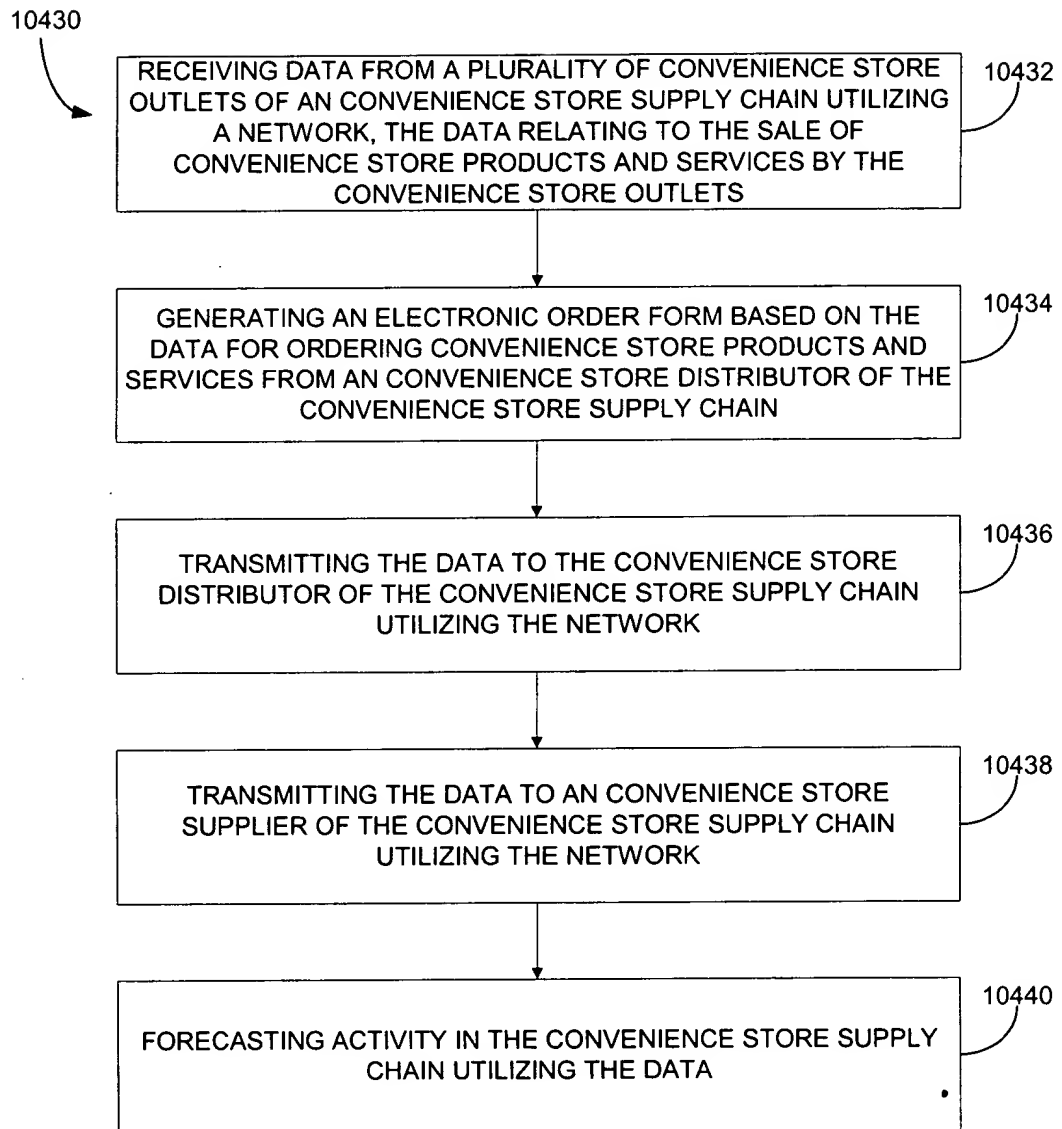 10430
RECEIVING DATA FROM A PLURALITY OF CONVENIENCE STORE
OUTLETS OF AN CONVENIENCE STORE SUPPLY CHAIN UTILIZING
A NETWORK, THE DATA RELATING TO THE SALE OF
CONVENIENCE STORE PRODUCTS AND SERVICES BY THE
CONVENIENCE STORE OUTLETS
10432
GENERATING AN ELECTRONIC ORDER FORM BASED ON THE
DATA FOR ORDERING CONVENIENCE STORE PRODUCTS AND
SERVICES FROM AN CONVENIENCE STORE DISTRIBUTOR OF THE
CONVENIENCE STORE SUPPLY CHAIN
10434
TRANSMITTING THE DATA TO THE CONVENIENCE STORE
DISTRIBUTOR OF THE CONVENIENCE STORE SUPPLY CHAIN
UTILIZING THE NETWORK
10436
TRANSMITTING THE DATA TO AN CONVENIENCE STORE
SUPPLIER OF THE CONVENIENCE STORE SUPPLY CHAIN
UTILIZING THE NETWORK
10438
FORECASTING ACTIVITY IN THE CONVENIENCE STORE SUPPLY
CHAIN UTILIZING THE DATA
10440